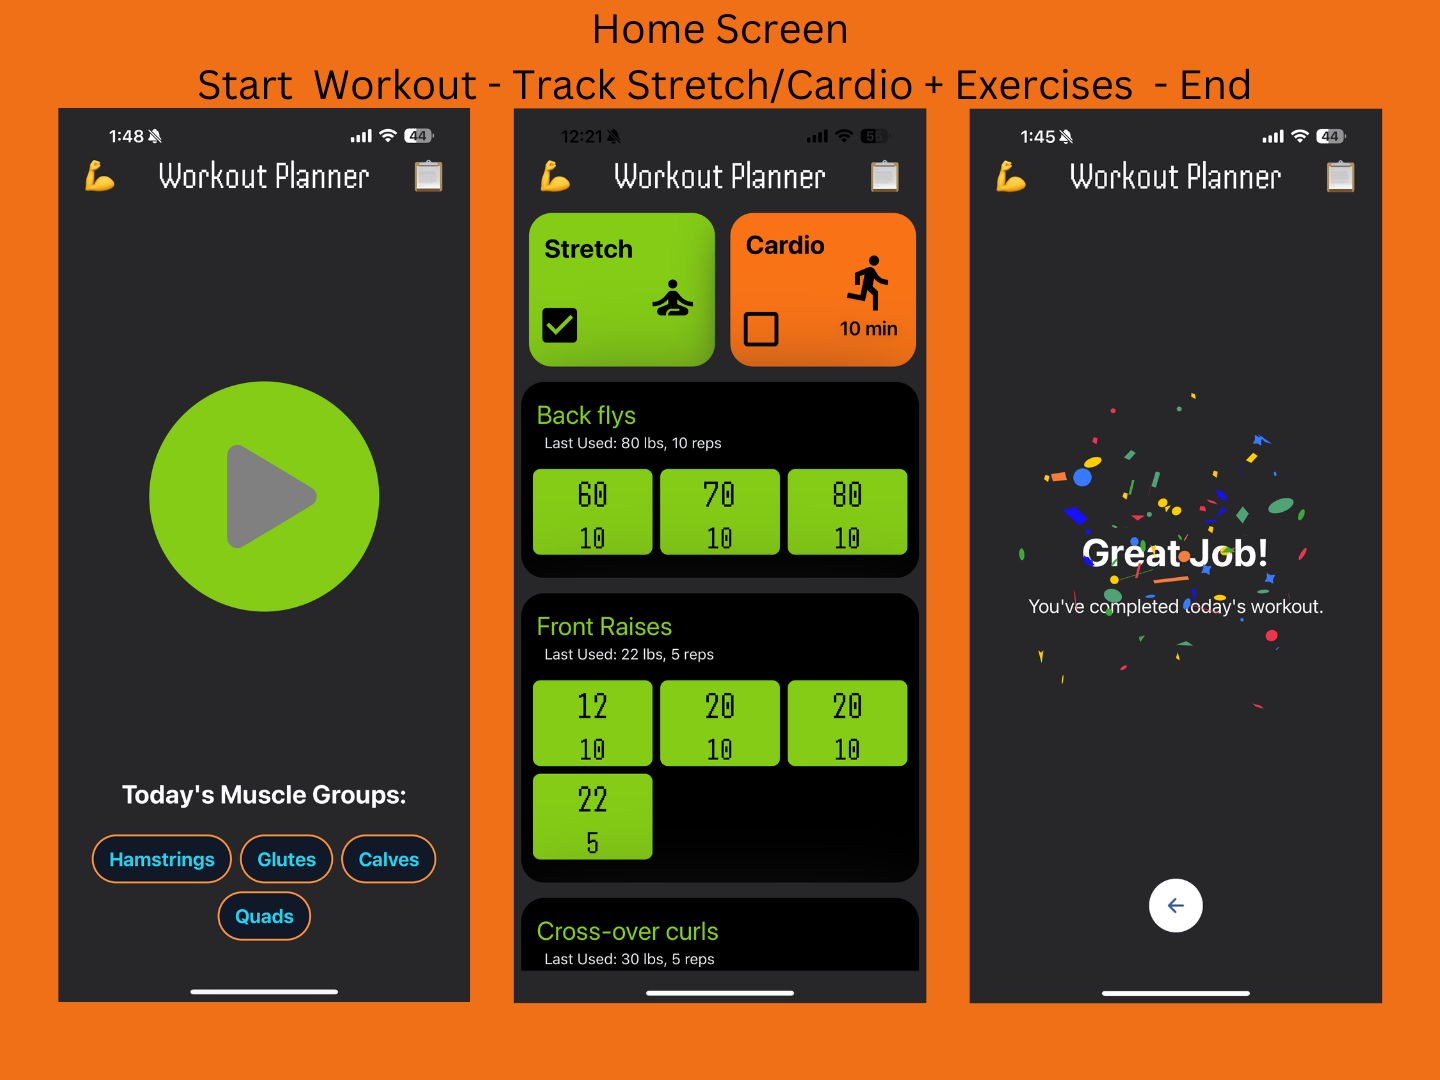 Home Screen
Start Workout - Track Stretch/Cardio + Exercises - End
1:48
44
Workout Planner
Today's Muscle Groups:
Hamstrings
Glutes
Calves
Quads
12:21
Workout Planner
Stretch
Cardio
10 min
Back flys
Last Used: 80 lbs, 10 reps
60 70 80
10 10 10
Front Raises
Last Used: 22 lbs, 5 reps
12 20 20
10 10 10
22
5
Cross-over curls
Last Used: 30 lbs, 5 reps
1:45
44
Workout Planner
Great Job!
You've completed today's workout.